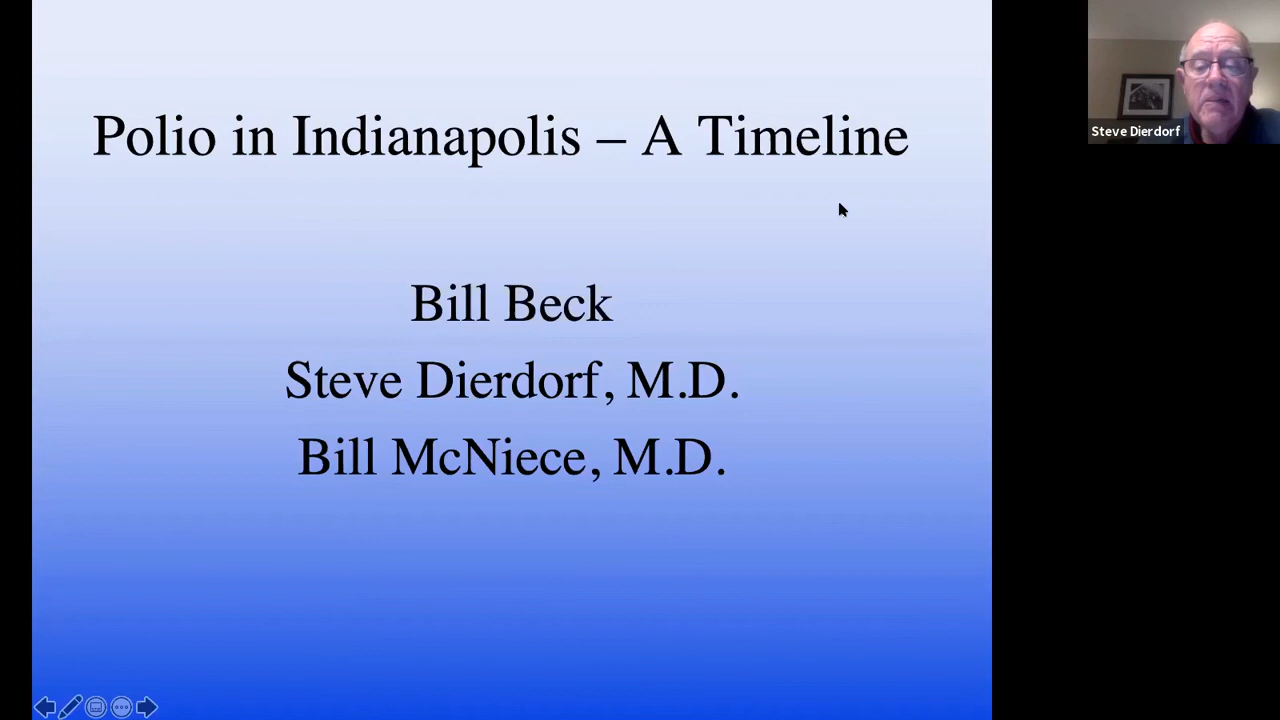 Polio in Indianapolis – A Timeline
Bill Beck
Steve Dierdorf, M.D.
Bill McNiece, M.D.
Steve Dierdorf